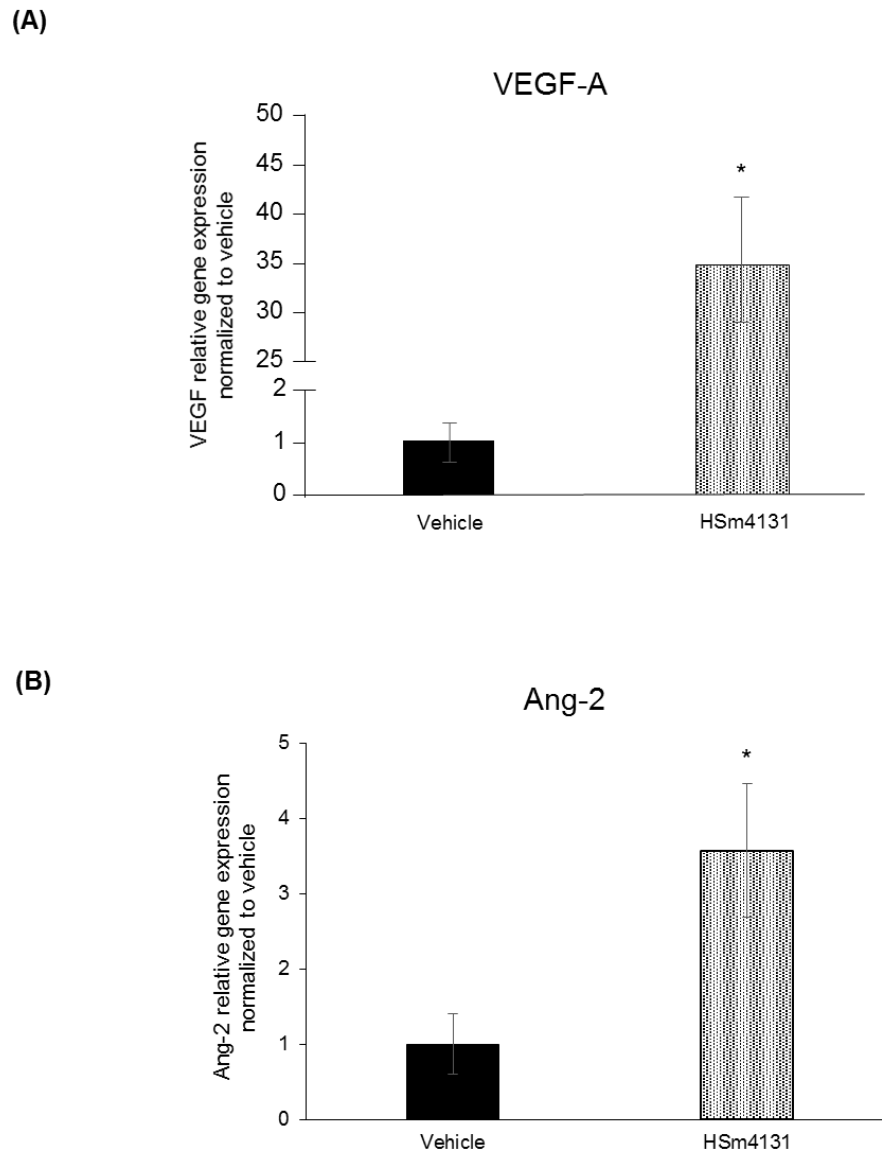 (A)
VEGF-A
VEGF relative gene expression
normalized to vehicle
50
45
40
35
30
25
2
1
0
*
Vehicle
HSm4131
(B)
Ang-2
Ang-2 relative gene expression
normalized to vehicle
5
4
3
2
1
0
*
Vehicle
HSm4131